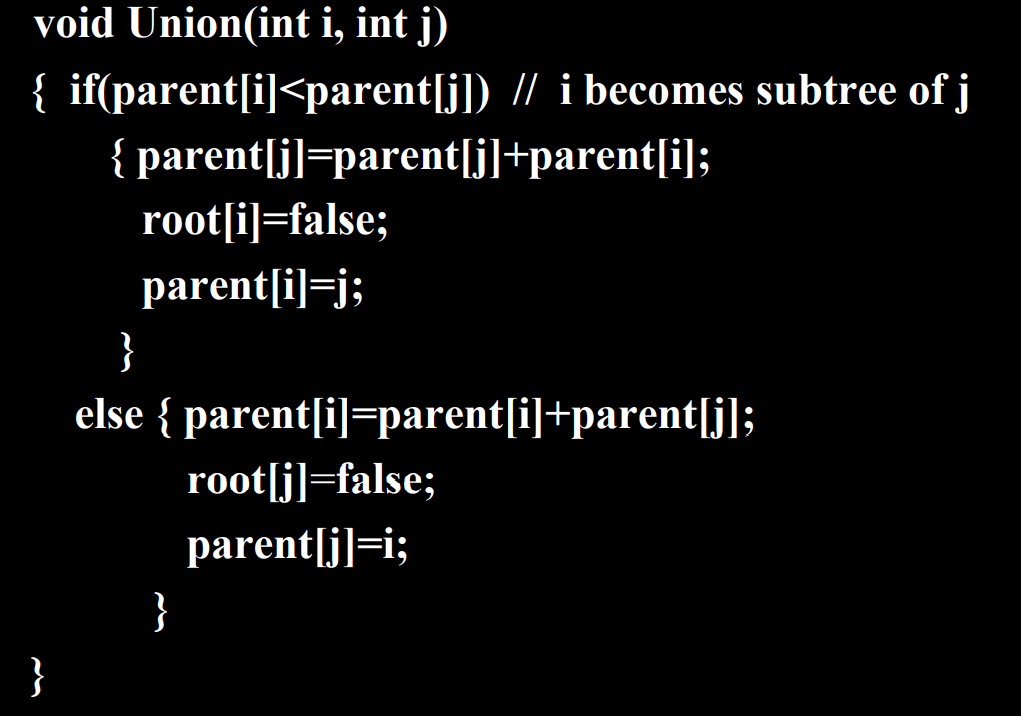 void Union(int i, int j)
{ if(parent[i]<parent[j]) // i becomes subtree of j
{ parent[j]=parent[j]+parent[i];
root[i]=false;
parent[i]=j;
}
else { parent[i]=parent[i]+parent[j];
root[j]=false;
parent[j]=i;
}
}